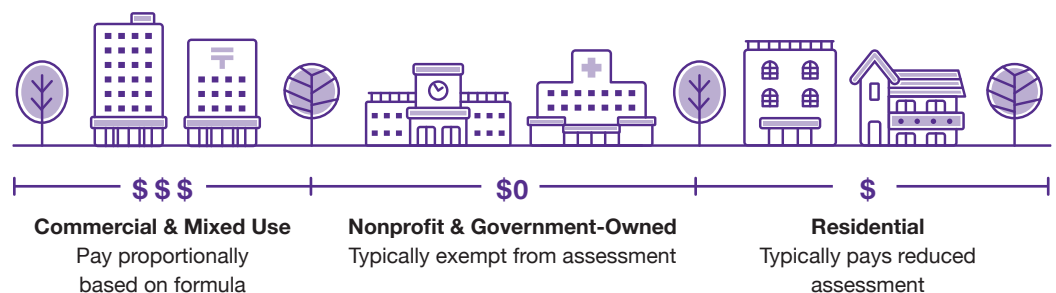 $$$
$0
$
Commercial & Mixed Use
Pay proportionally
based on formula
Nonprofit & Government-Owned
Typically exempt from assessment
Residential
Typically pays reduced
assessment